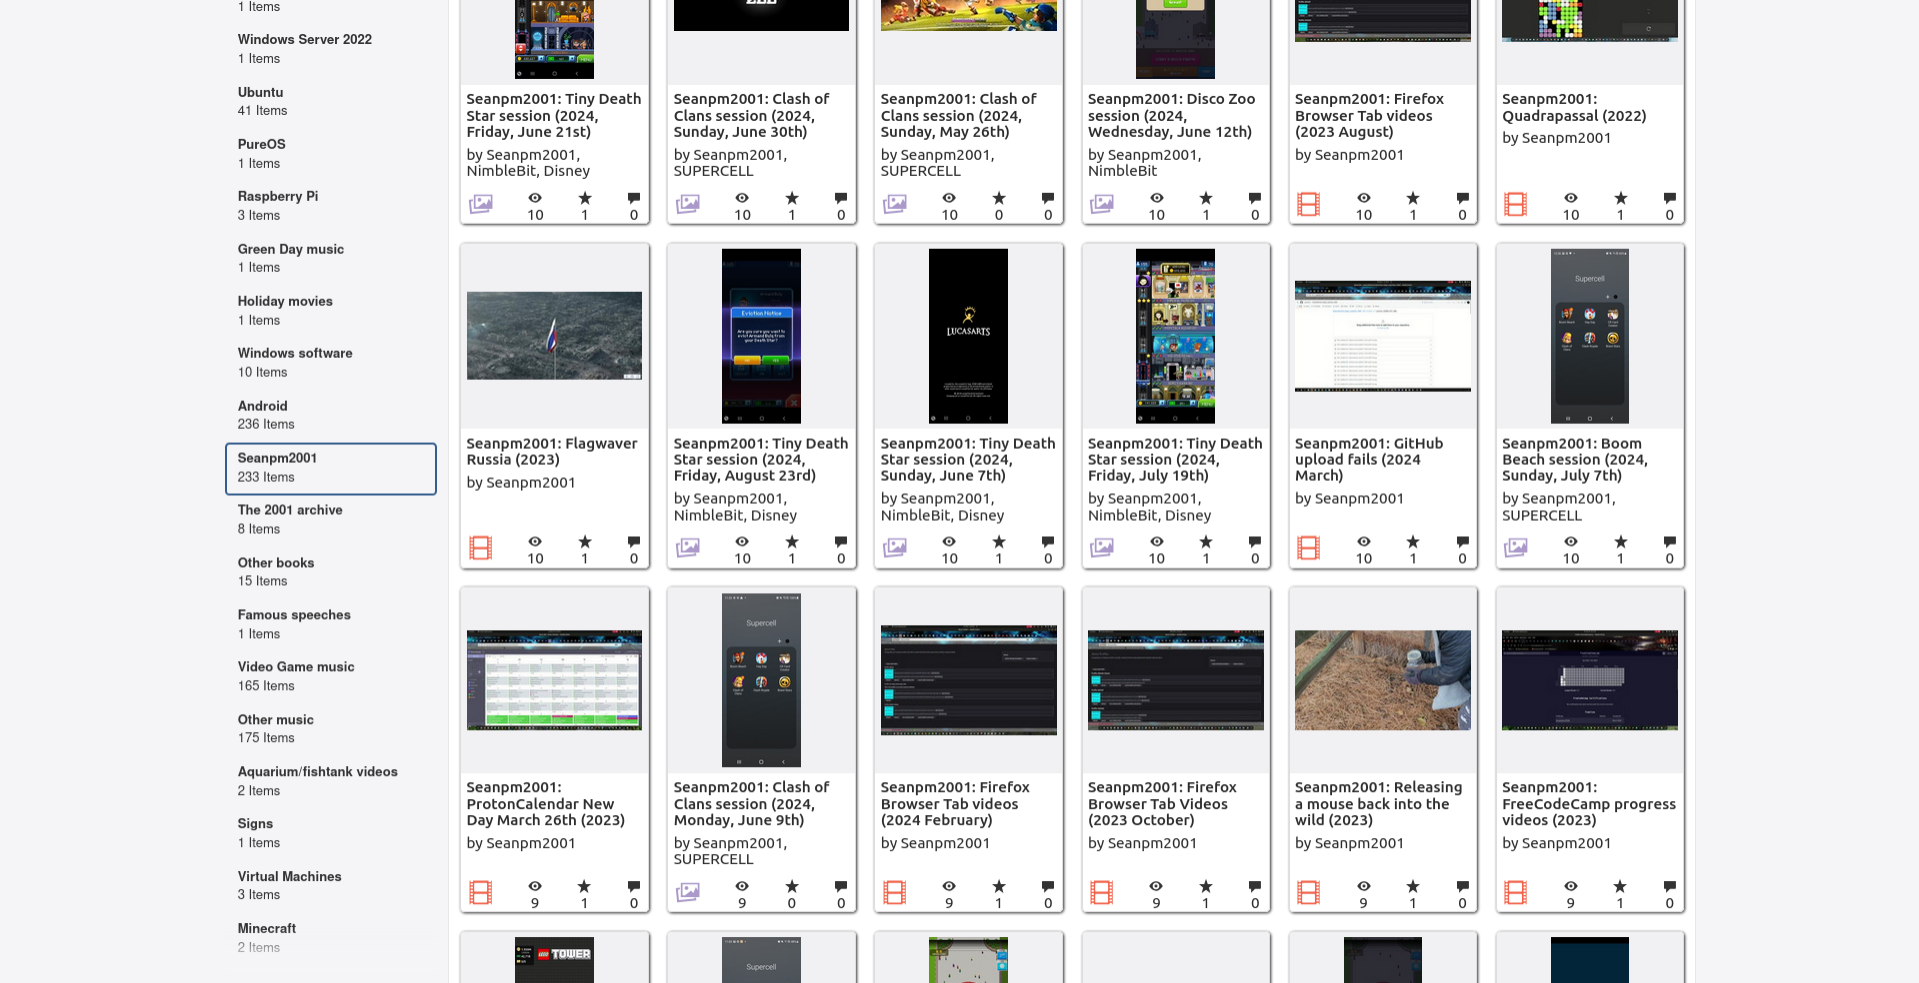 1 Items
Windows Server 2022
1 Items
Ubuntu
41 Items
PureOS
1 Items
Raspberry Pi
3 Items
Green Day music
1 Items
Holiday movies
1 Items
Windows software
10 Items
Android
236 Items
Seanpm2001
233 Items
The 2001 archive
8 Items
Other books
15 Items
Famous speeches
1 Items
Video Game music
165 Items
Other music
175 Items
Aquarium/fishtank videos
2 Items
Signs
1 Items
Virtual Machines
3 Items
Minecraft
2 Items
Seanpm2001: Tiny Death
Star session (2024,
Friday, June 21st)
by Seanpm2001,
NimbleBit, Disney
10 1 0
Seanpm2001: Clash of
Clans session (2024,
Sunday, June 30th)
by Seanpm2001,
SUPERCELL
10 1 0
Seanpm2001: Clash of
Clans session (2024,
Sunday, May 26th)
by Seanpm2001,
SUPERCELL
10 0 0
Seanpm2001: Disco Zoo
session (2024,
Wednesday, June 12th)
by Seanpm2001,
NimbleBit
10 1 0
Seanpm2001: Firefox
Browser Tab videos
(2023 August)
by Seanpm2001
10 1 0
Seanpm2001:
Quadrapassal (2022)
by Seanpm2001
10 1 0
Seanpm2001: Flagwaver
Russia (2023)
by Seanpm2001
10 1 0
Eviction Notice
Seanpm2001: Tiny Death
Star session (2024,
Friday, August 23rd)
by Seanpm2001,
NimbleBit, Disney
10 1 0
LUCASARTS
Seanpm2001: Tiny Death
Star session (2024,
Sunday, June 7th)
by Seanpm2001,
NimbleBit, Disney
10 1 0
Seanpm2001: Tiny Death
Star session (2024,
Friday, July 19th)
by Seanpm2001,
NimbleBit, Disney
10 1 0
Seanpm2001: GitHub
upload fails (2024
March)
by Seanpm2001
10 1 0
Supercell
Seanpm2001: Boom
Beach session (2024,
Sunday, July 7th)
by Seanpm2001,
SUPERCELL
10 1 0
Seanpm2001:
ProtonCalendar New
Day March 26th (2023)
by Seanpm2001
9 1 0
Supercell
Seanpm2001: Clash of
Clans session (2024,
Monday, June 9th)
by Seanpm2001,
SUPERCELL
9 0 0
Seanpm2001: Firefox
Browser Tab videos
(2024 February)
by Seanpm2001
9 1 0
Seanpm2001: Firefox
Browser Tab Videos
(2023 October)
by Seanpm2001
9 1 0
Seanpm2001: Releasing
a mouse back into the
wild (2023)
by Seanpm2001
9 1 0
Seanpm2001:
FreeCodeCamp progress
videos (2023)
by Seanpm2001
9 1 0
LEGO TOWER
Supercell